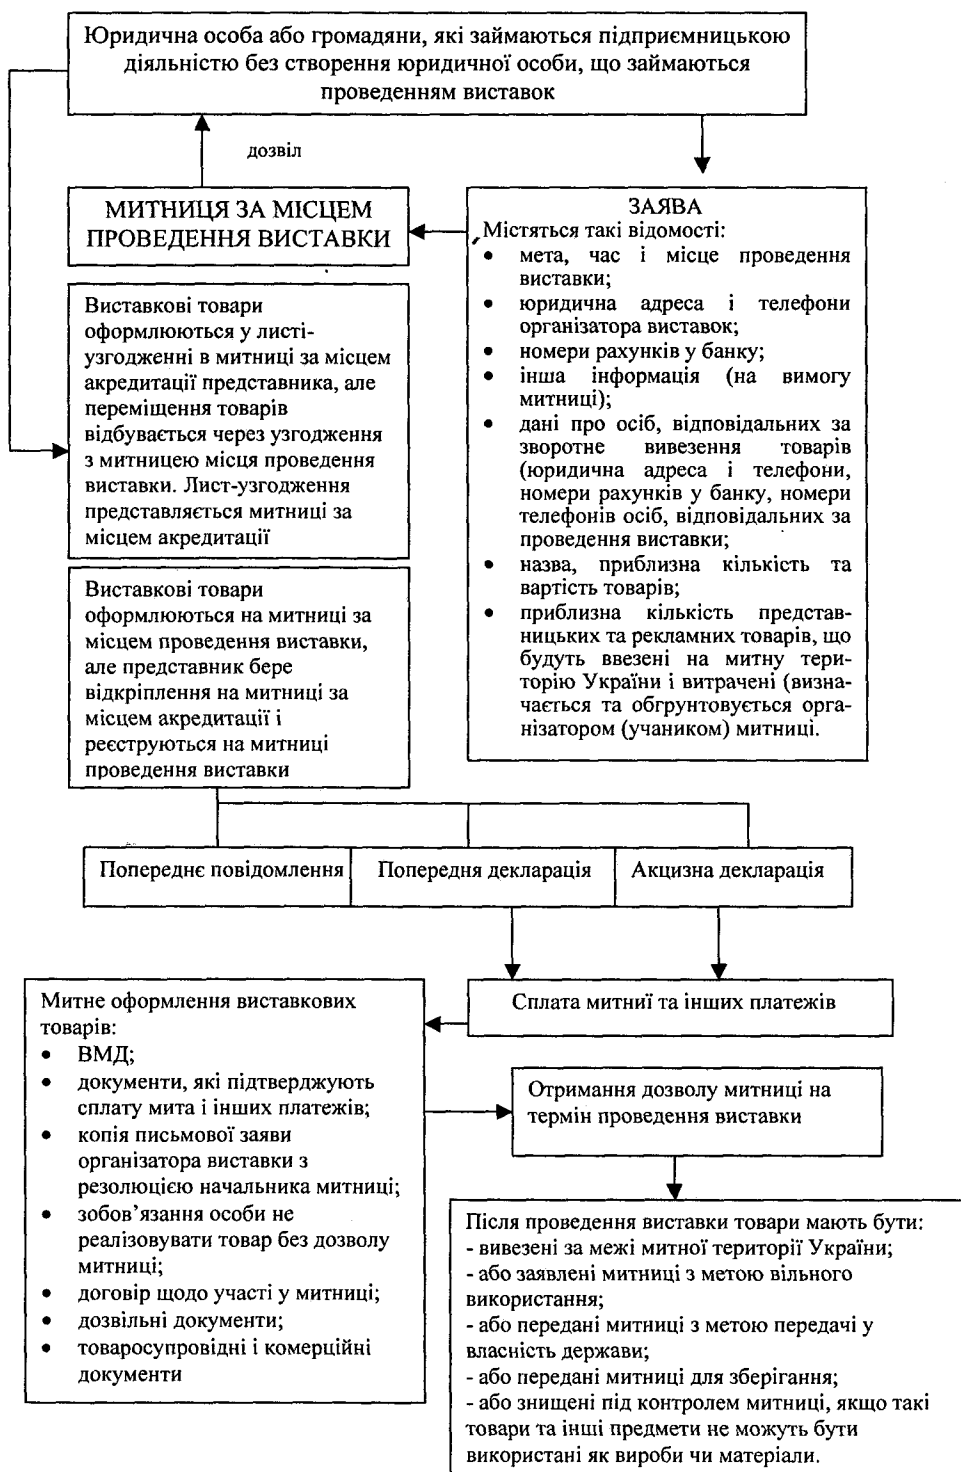 Юридична особа або громадяни, які займаються підприємницькою
діяльністю без створення юридичної особи, що займаються
проведенням виставок
дозвіл
МИТНИЦЯ ЗА МІСЦЕМ
ПРОВЕДЕННЯ ВИСТАВКИ
ЗАЯВА
Містяться такі відомості:
• мета, час і місце проведення
виставки;
• юридична адреса і телефони
організатора виставок;
• номери рахунків у банку;
• інша інформація (на вимогу
митниці);
• дані про осіб, відповідальних за
зворотне вивезення товарів
(юридична адреса і телефони,
номери рахунків у банку, номери
телефонів осіб, відповідальних за
проведення виставки;
• назва, приблизна кількість та
вартість товарів;
• приблизна кількість представ-
ницьких та рекламних товарів, що
будуть ввезені на митну тери-
торію України і витрачені (визна-
чається та обгрунтовується орга-
нізатором (учаником) митниці.
Виставкові товари
оформлюються у листі-
узгодженні в митниці за місцем
акредитації представника, але
переміщення товарів
відбувається через узгодження
з митницею місця проведення
виставки. Лист-узгодження
представляється митниці за
місцем акредитації
Виставкові товари
оформлюються на митниці за
місцем проведення виставки,
але представник бере
відкріплення на митниці за
місцем акредитації і
реєструються на митниці
проведення виставки
Попереднє повідомлення
Попередня декларація
Акцизна декларація
Сплата митниї та інших платежів
Митне оформлення виставкових
товарів:
• ВМД;
• документи, які підтверджують
сплату мита і інших платежів;
• копія письмової заяви
організатора виставки з
резолюцією начальника митниці;
• зобов’язання особи не
реалізовувати товар без дозволу
митниці;
• договір щодо участі у митниці;
• дозвільні документи;
• товаросупровідні і комерційні
документи
Отримання дозволу митниці на
термін проведення виставки
Після проведення виставки товари мають бути:
- вивезені за межі митної території України;
- або заявлені митниці з метою вільного
використання;
- або передані митниці з метою передачі у
власність держави;
- або передані митниці для зберігання;
- або знищені під контролем митниці, якщо такі
товари та інші предмети не можуть бути
використані як вироби чи матеріали.